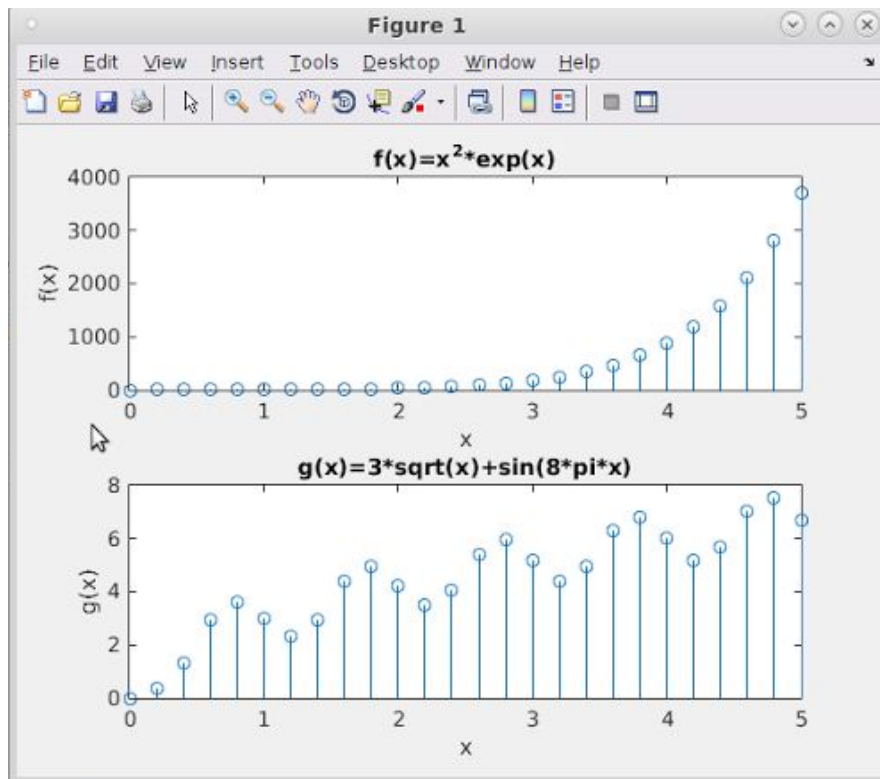 Figure 1
File Edit View Insert Tools Desktop Window Help
f(x)=x²*exp(x)
4000
3000
2000
1000
0
f(x)
0 1 2 3 4 5
x
g(x)=3*sqrt(x)+sin(8*pi*x)
8
6
4
2
0
g(x)
0 1 2 3 4 5
x